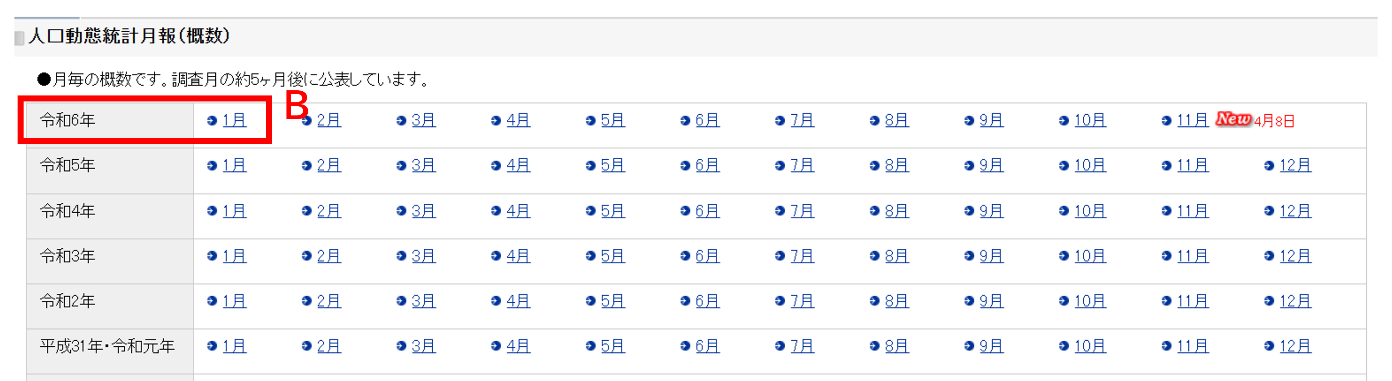 人口動態統計月報(概数)
●月毎の概数です。調査月の約5ヶ月後に公表しています。
B
令和6年 1月 2月 3月 4月 5月 6月 7月 8月 9月 10月 11月 New 4月8日
令和5年 1月 2月 3月 4月 5月 6月 7月 8月 9月 10月 11月 12月
令和4年 1月 2月 3月 4月 5月 6月 7月 8月 9月 10月 11月 12月
令和3年 1月 2月 3月 4月 5月 6月 7月 8月 9月 10月 11月 12月
令和2年 1月 2月 3月 4月 5月 6月 7月 8月 9月 10月 11月 12月
平成31年・令和元年 1月 2月 3月 4月 5月 6月 7月 8月 9月 10月 11月 12月